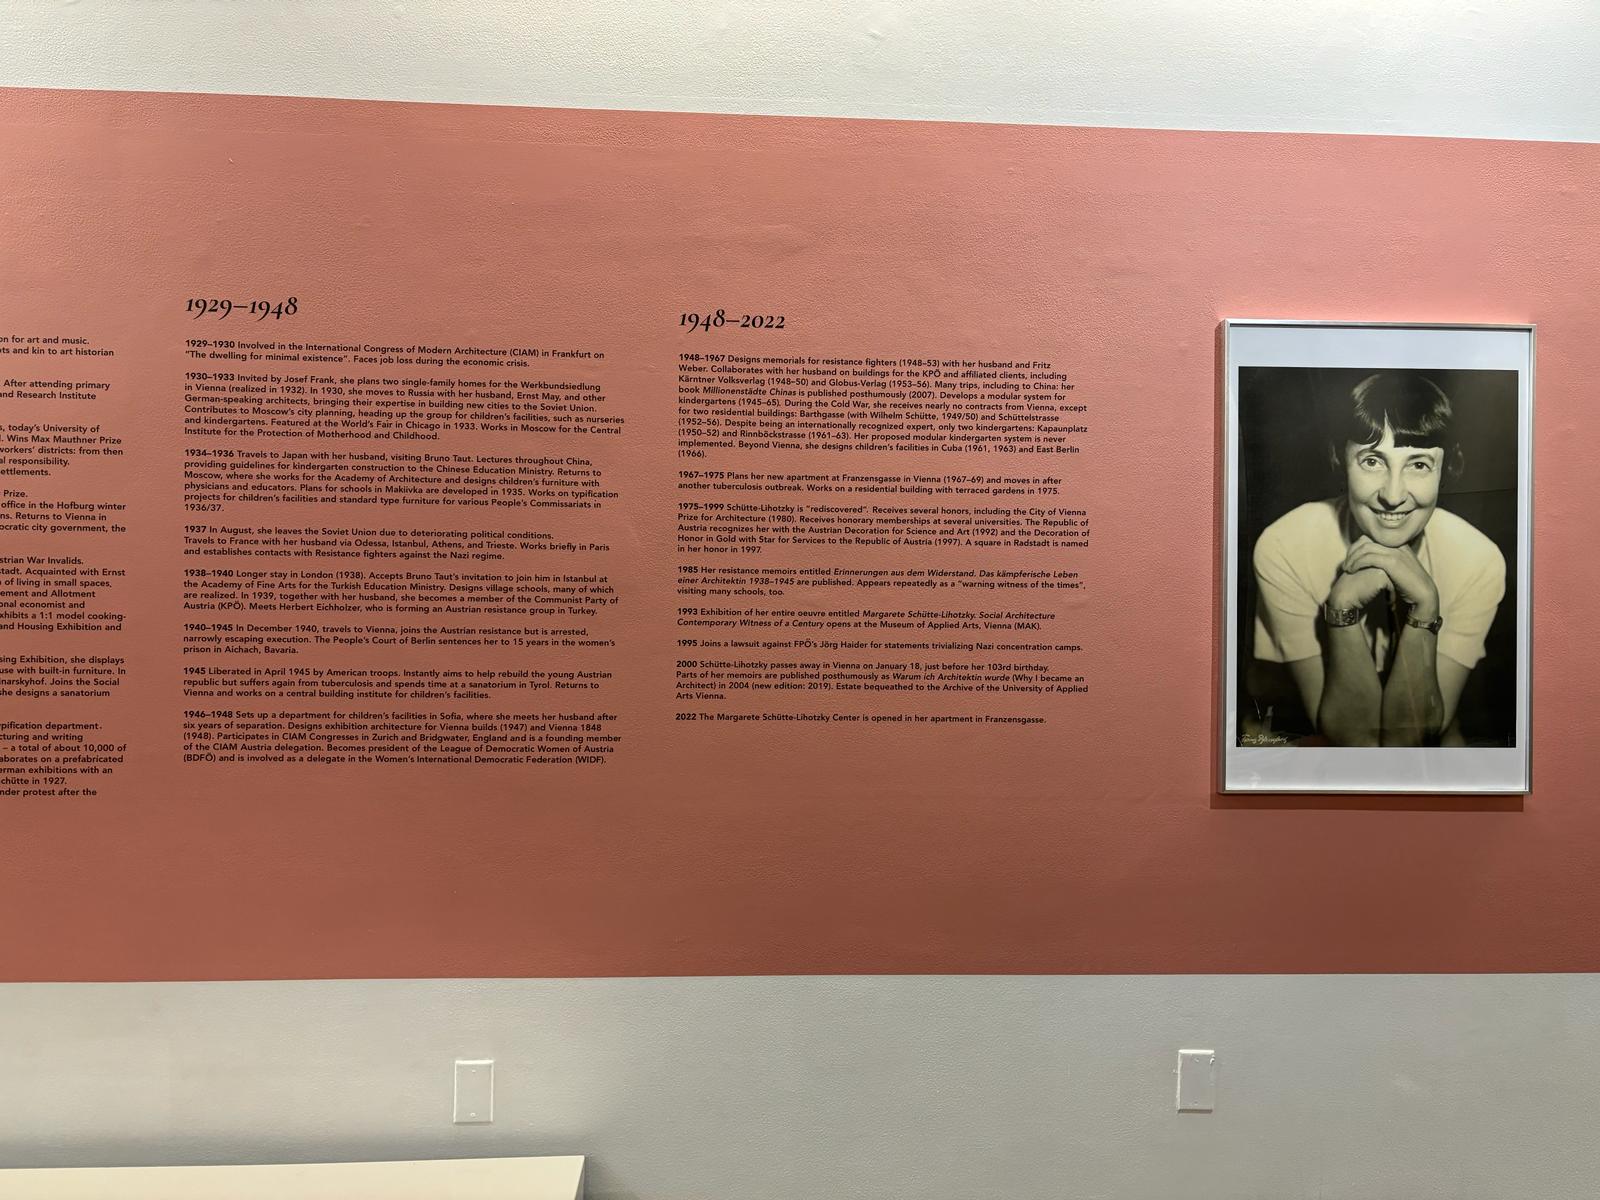 on for art and music.
ots and kin to art historian
After attending primary
and Research Institute
s, today's University of
l. Wins Max Mauthner Prize
workers' districts: from then
al responsibility.
settlements.
Prize.
office in the Hofburg winter
ns. Returns to Vienna in
ocratic city government, the
strian War Invalids.
stadt. Acquainted with Ernst
of living in small spaces,
ement and Allotment
onal economist and
xhibits a 1:1 model cooking-
and Housing Exhibition and
sing Exhibition, she displays
use with built-in furniture. In
inarskyhof. Joins the Social
she designs a sanatorium
ypification department.
cturing and writing
– a total of about 10,000 of
aborates on a prefabricated
erman exhibitions with an
chütte in 1927.
nder protest after the
1929–1948
1929–1930 Involved in the International Congress of Modern Architecture (CIAM) in Frankfurt on
"The dwelling for minimal existence". Faces job loss during the economic crisis.
1930–1933 Invited by Josef Frank, she plans two single-family homes for the Werkbundsiedlung
in Vienna (realized in 1932). In 1930, she moves to Russia with her husband, Ernst May, and other
German-speaking architects, bringing their expertise in building new cities to the Soviet Union.
Contributes to Moscow's city planning, heading up the group for children's facilities, such as nurseries
and kindergartens. Featured at the World's Fair in Chicago in 1933. Works in Moscow for the Central
Institute for the Protection of Motherhood and Childhood.
1934–1936 Travels to Japan with her husband, visiting Bruno Taut. Lectures throughout China,
providing guidelines for kindergarten construction to the Chinese Education Ministry. Returns to
Moscow, where she works for the Academy of Architecture and designs children's furniture with
physicians and educators. Plans for schools in Makiivka are developed in 1935. Works on typification
projects for children's facilities and standard type furniture for various People's Commissariats in
1936/37.
1937 In August, she leaves the Soviet Union due to deteriorating political conditions.
Travels to France with her husband via Odessa, Istanbul, Athens, and Trieste. Works briefly in Paris
and establishes contacts with Resistance fighters against the Nazi regime.
1938–1940 Longer stay in London (1938). Accepts Bruno Taut's invitation to join him in Istanbul at
the Academy of Fine Arts for the Turkish Education Ministry. Designs village schools, many of which
are realized. In 1939, together with her husband, she becomes a member of the Communist Party of
Austria (KPÖ). Meets Herbert Eichholzer, who is forming an Austrian resistance group in Turkey.
1940–1945 In December 1940, travels to Vienna, joins the Austrian resistance but is arrested,
narrowly escaping execution. The People's Court of Berlin sentences her to 15 years in the women's
prison in Aichach, Bavaria.
1945 Liberated in April 1945 by American troops. Instantly aims to help rebuild the young Austrian
republic but suffers again from tuberculosis and spends time at a sanatorium in Tyrol. Returns to
Vienna and works on a central building institute for children's facilities.
1946–1948 Sets up a department for children's facilities in Sofia, where she meets her husband after
six years of separation. Designs exhibition architecture for Vienna builds (1947) and Vienna 1848
(1948). Participates in CIAM Congresses in Zurich and Bridgwater, England and is a founding member
of the CIAM Austria delegation. Becomes president of the League of Democratic Women of Austria
(BDFÖ) and is involved as a delegate in the Women's International Democratic Federation (WIDF).
1948–2022
1948–1967 Designs memorials for resistance fighters (1948–53) with her husband and Fritz
Weber. Collaborates with her husband on buildings for the KPÖ and affiliated clients, including
Kärntner Volksverlag (1948–50) and Globus-Verlag (1953–56). Many trips, including to China: her
book Millionenstädte Chinas is published posthumously (2007). Develops a modular system for
kindergartens (1945–65). During the Cold War, she receives nearly no contracts from Vienna, except
for two residential buildings: Barthgasse (with Wilhelm Schütte, 1949/50) and Schüttelstrasse
(1952–56). Despite being an internationally recognized expert, only two kindergartens: Kapaunplatz
(1950–52) and Rinnböckstrasse (1961–63). Her proposed modular kindergarten system is never
implemented. Beyond Vienna, she designs children's facilities in Cuba (1961, 1963) and East Berlin
(1966).
1967–1975 Plans her new apartment at Franzensgasse in Vienna (1967–69) and moves in after
another tuberculosis outbreak. Works on a residential building with terraced gardens in 1975.
1975–1999 Schütte-Lihotzky is "rediscovered". Receives several honors, including the City of Vienna
Prize for Architecture (1980). Receives honorary memberships at several universities. The Republic of
Austria recognizes her with the Austrian Decoration for Science and Art (1992) and the Decoration of
Honor in Gold with Star for Services to the Republic of Austria (1997). A square in Radstadt is named
in her honor in 1997.
1985 Her resistance memoirs entitled Erinnerungen aus dem Widerstand. Das kämpferische Leben
einer Architektin 1938–1945 are published. Appears repeatedly as a "warning witness of the times",
visiting many schools, too.
1993 Exhibition of her entire oeuvre entitled Margarete Schütte-Lihotzky. Social Architecture
Contemporary Witness of a Century opens at the Museum of Applied Arts, Vienna (MAK).
1995 Joins a lawsuit against FPÖ's Jörg Haider for statements trivializing Nazi concentration camps.
2000 Schütte-Lihotzky passes away in Vienna on January 18, just before her 103rd birthday.
Parts of her memoirs are published posthumously as Warum ich Architektin wurde (Why I became an
Architect) in 2004 (new edition: 2019). Estate bequeathed to the Archive of the University of Applied
Arts Vienna.
2022 The Margarete Schütte-Lihotzky Center is opened in her apartment in Franzensgasse.